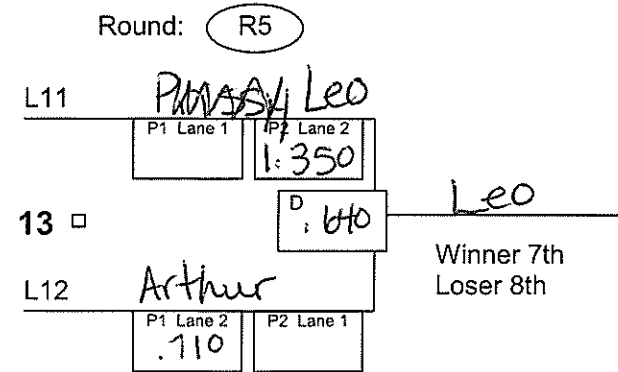 Round: R5
L11 Leo
P1 Lane 1 P2 Lane 2
1:350
D
13 .640 Leo
Winner 7th
Loser 8th
L12 Arthur
P1 Lane 2 P2 Lane 1
.710